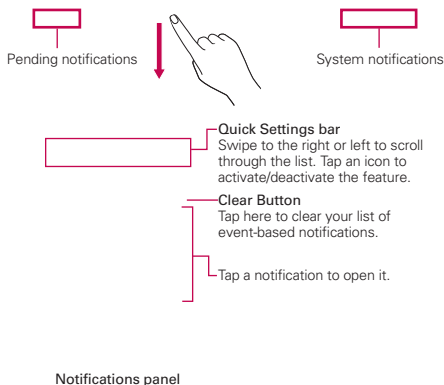 Pending notifications
System notifications
Quick Settings bar
Swipe to the right or left to scroll
through the list. Tap an icon to
activate/deactivate the feature.
Clear Button
Tap here to clear your list of
event-based notifications.
Tap a notification to open it.
Notifications panel